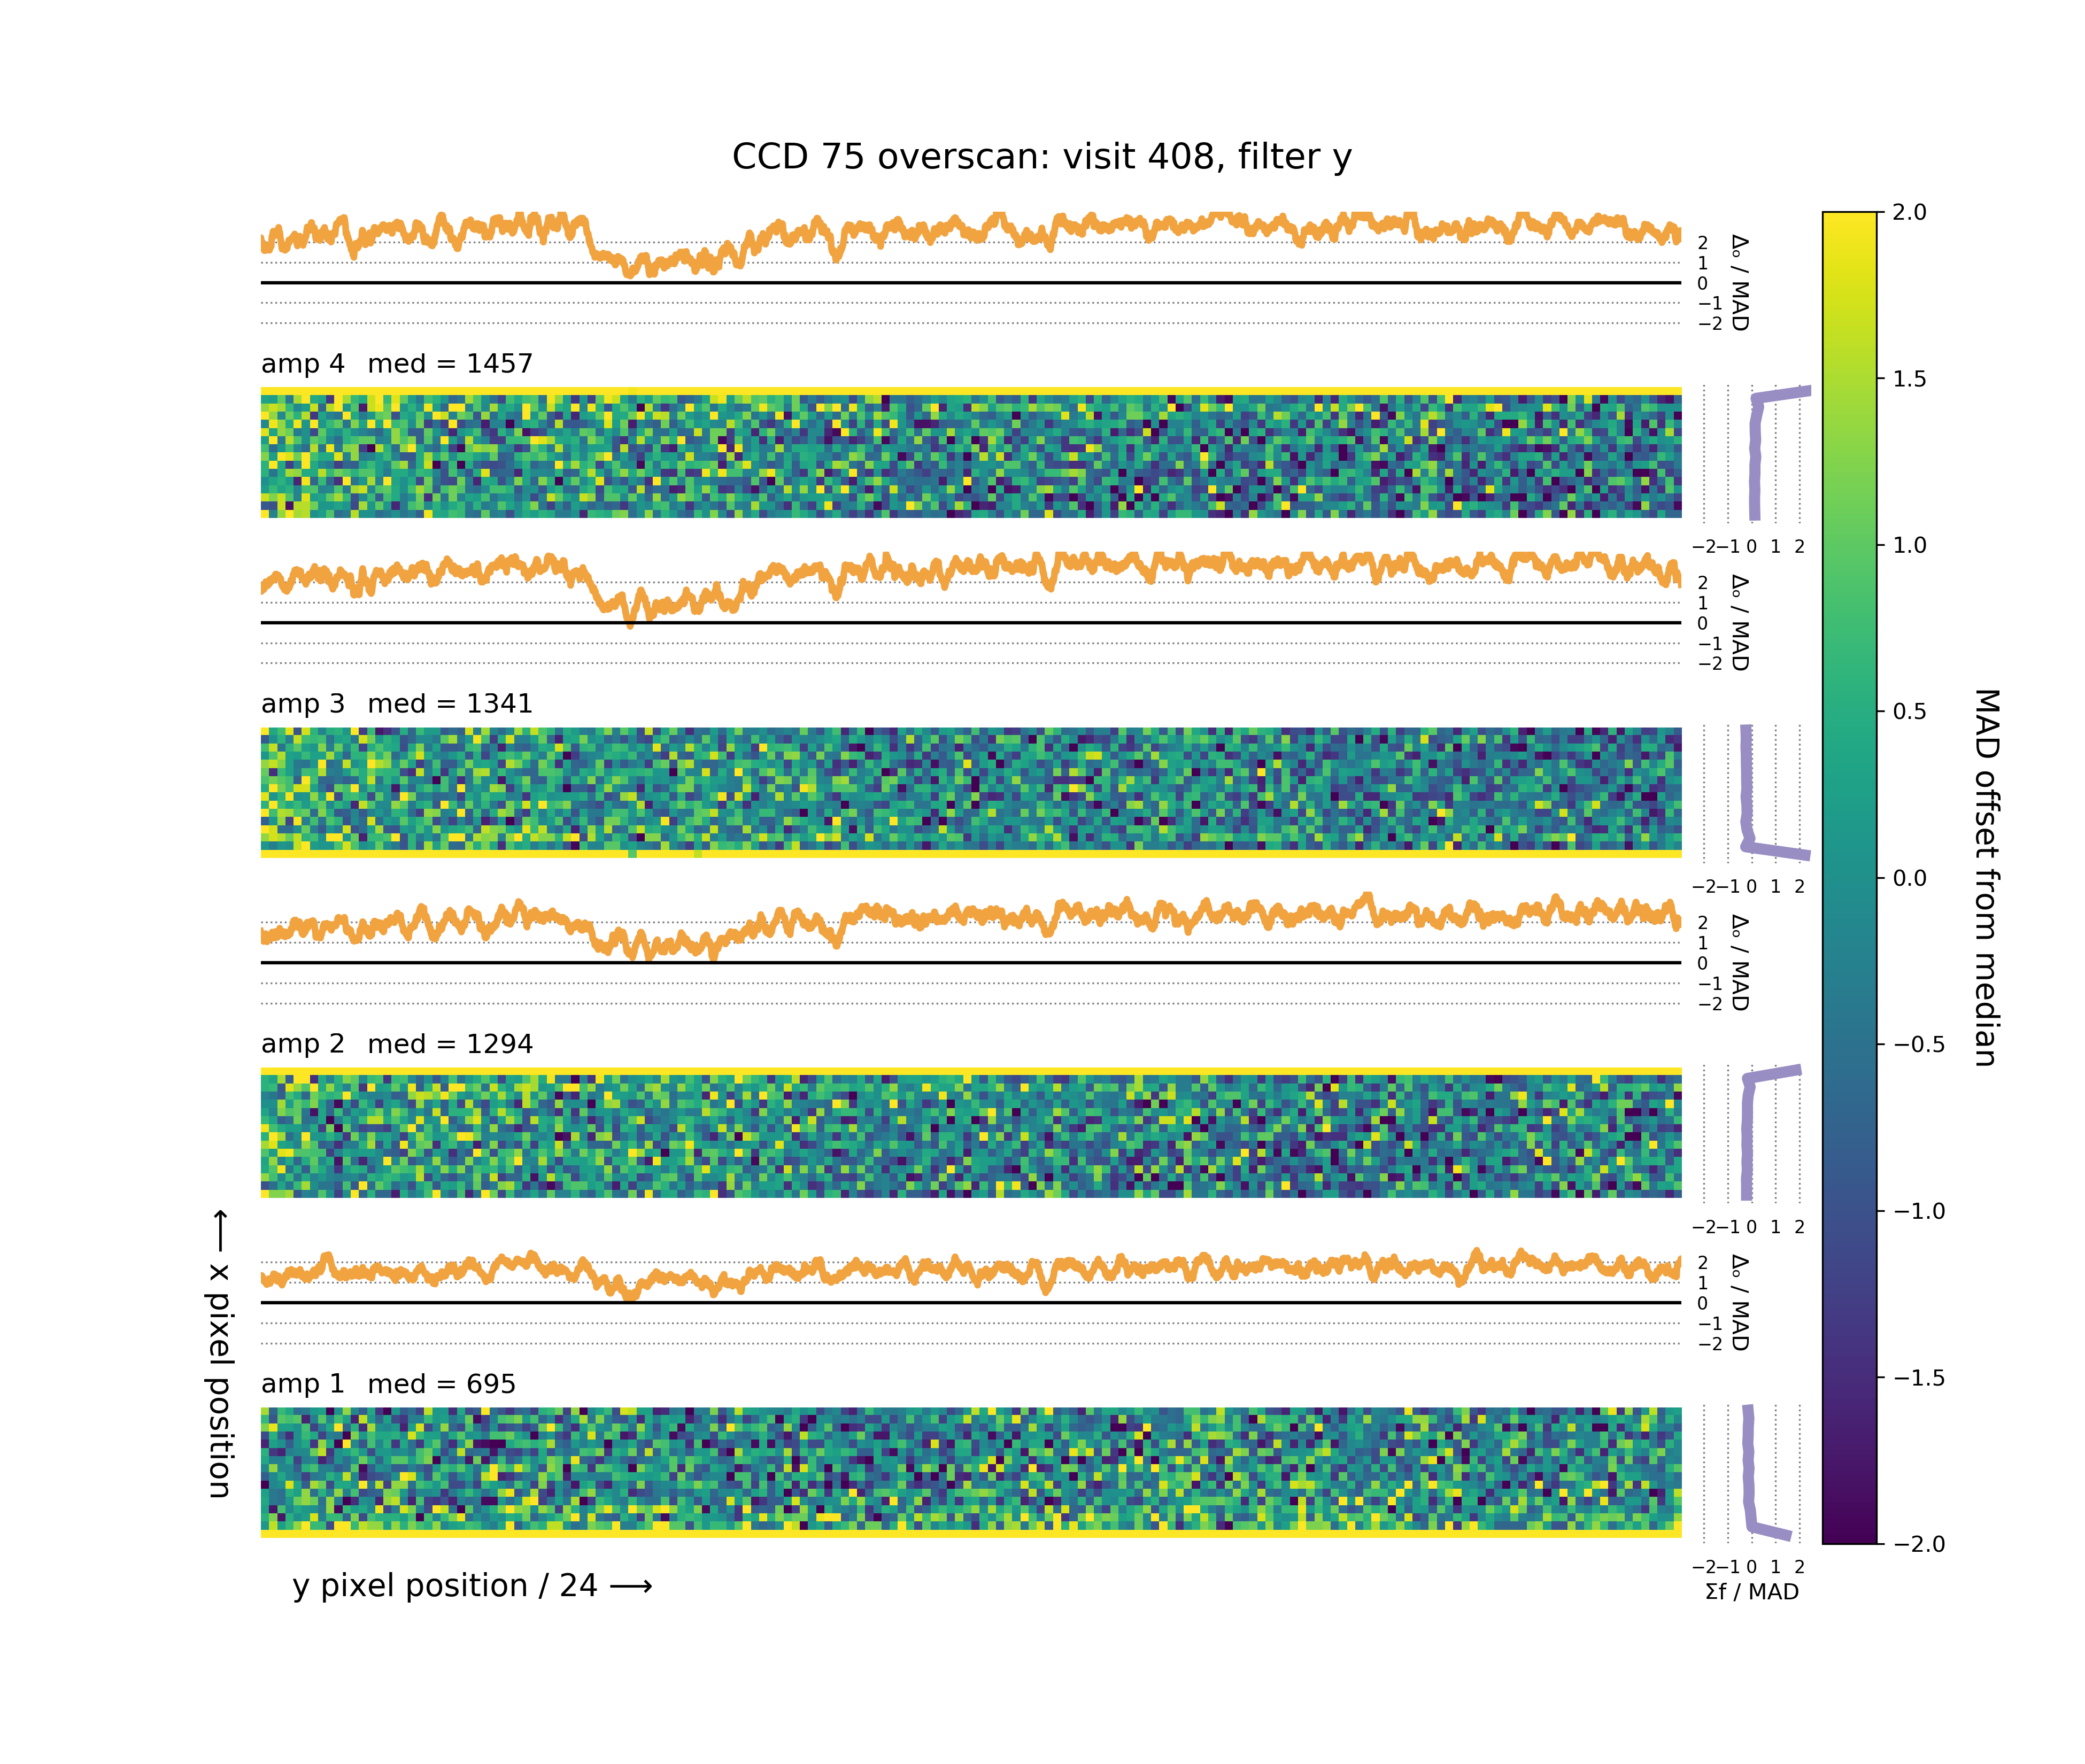 CCD 75 overscan: visit 408, filter y
2
1
0
−1
−2
Δₒ / MAD
amp 4 med = 1457
−2 −1 0 1 2
2
1
0
−1
−2
Δₒ / MAD
amp 3 med = 1341
−2 −1 0 1 2
2
1
0
−1
−2
Δₒ / MAD
amp 2 med = 1294
−2 −1 0 1 2
2
1
0
−1
−2
Δₒ / MAD
amp 1 med = 695
−2 −1 0 1 2
Σf / MAD
y pixel position / 24 ⟶
⟵ x pixel position
2.0
1.5
1.0
0.5
0.0
−0.5
−1.0
−1.5
−2.0
MAD offset from median